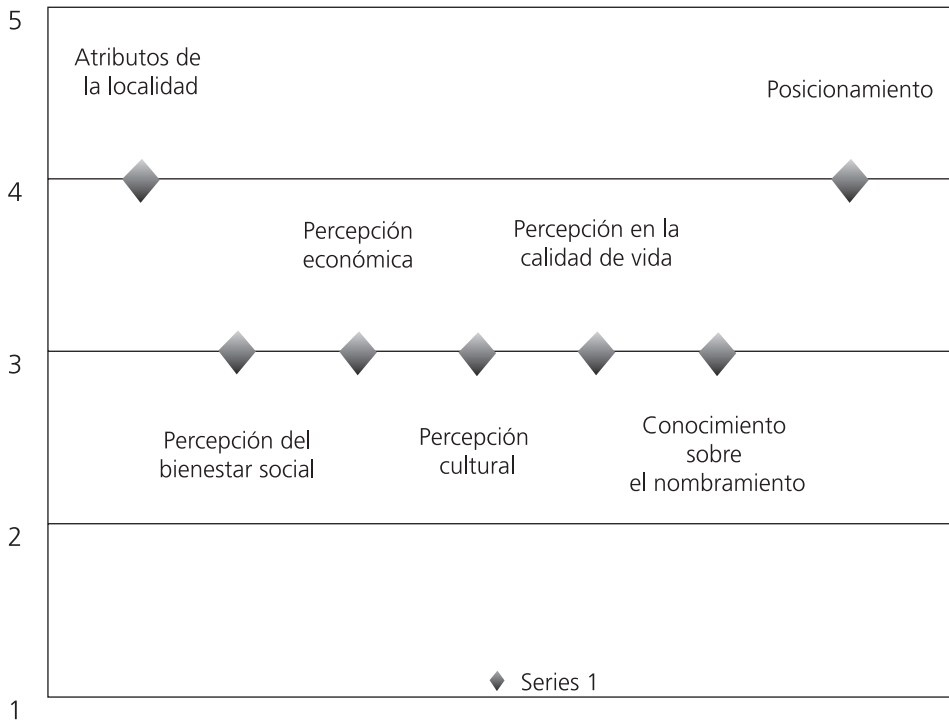 5
Atributos de
la localidad
Posicionamiento
4
Percepción
económica
Percepción en la
calidad de vida
3
Percepción del
bienestar social
Percepción
cultural
Conocimiento
sobre
el nombramiento
2
Series 1
1